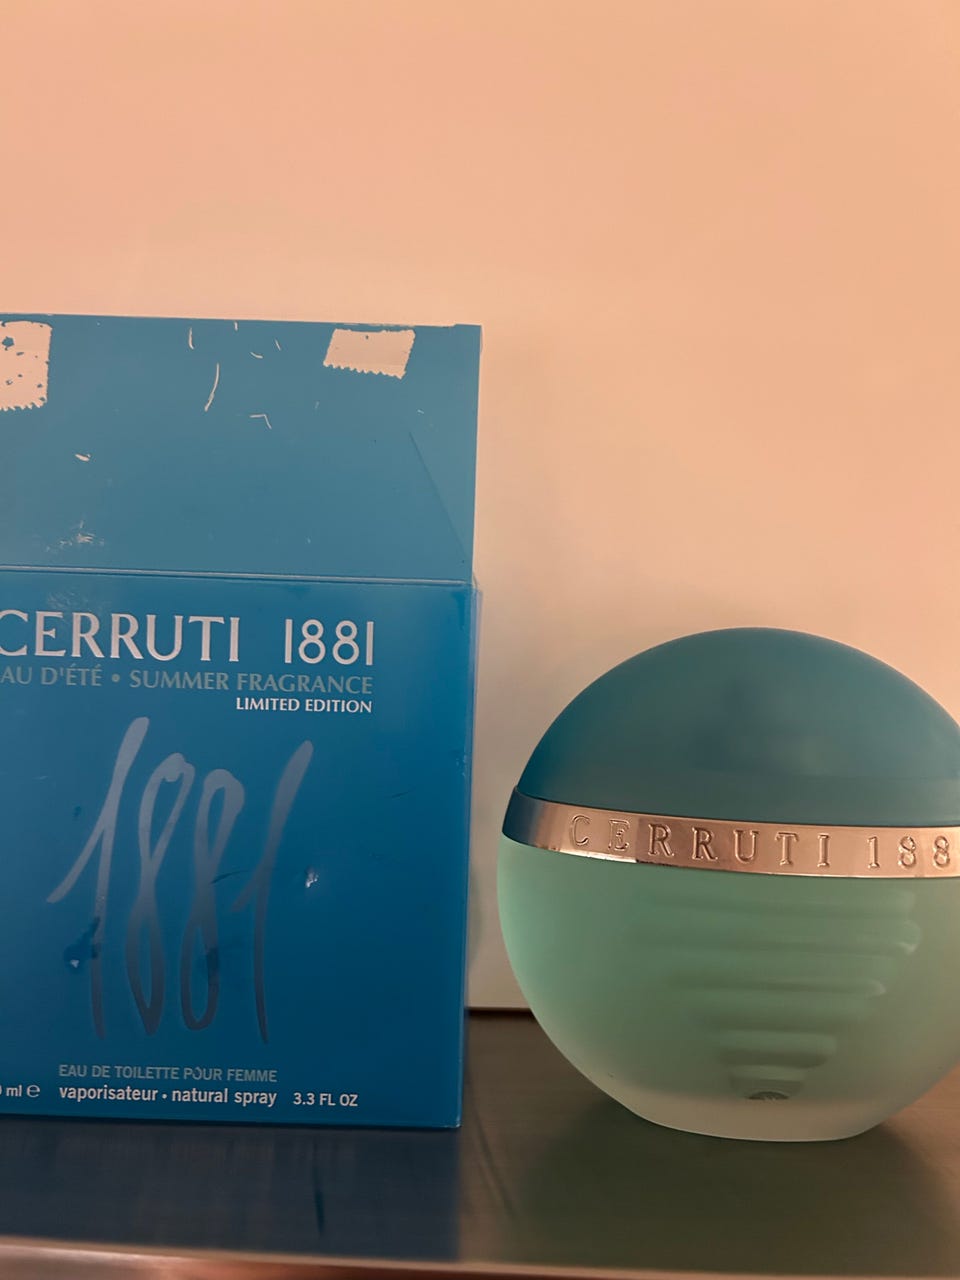 CERRUTI 1881
AU D'ÉTÉ • SUMMER FRAGRANCE
LIMITED EDITION
1881
EAU DE TOILETTE POUR FEMME
ml e vaporisateur • natural spray 3.3 FL OZ
CERRUTI 188